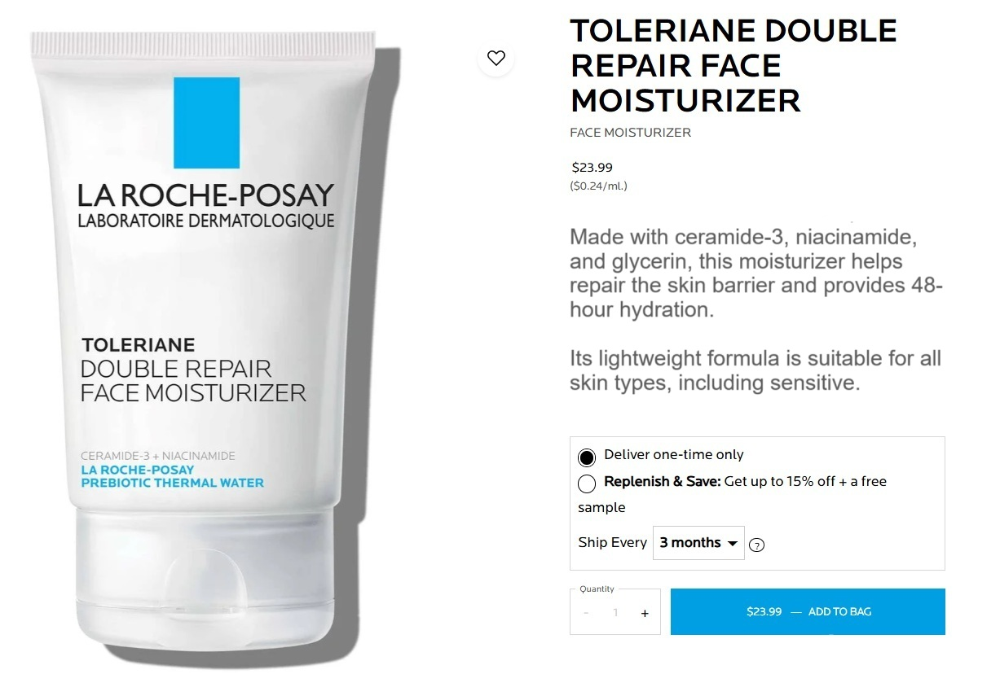 LA ROCHE-POSAY
LABORATOIRE DERMATOLOGIQUE
TOLERIANE
DOUBLE REPAIR
FACE MOISTURIZER
CERAMIDE-3 + NIACINAMIDE
LA ROCHE-POSAY
PREBIOTIC THERMAL WATER
TOLERIANE DOUBLE
REPAIR FACE
MOISTURIZER
FACE MOISTURIZER
$23.99
($0.24/ml.)
Made with ceramide-3, niacinamide,
and glycerin, this moisturizer helps
repair the skin barrier and provides 48-
hour hydration.
Its lightweight formula is suitable for all
skin types, including sensitive.
Deliver one-time only
Replenish & Save: Get up to 15% off + a free
sample
Ship Every 3 months ?
Quantity
- 1 +
$23.99 — ADD TO BAG